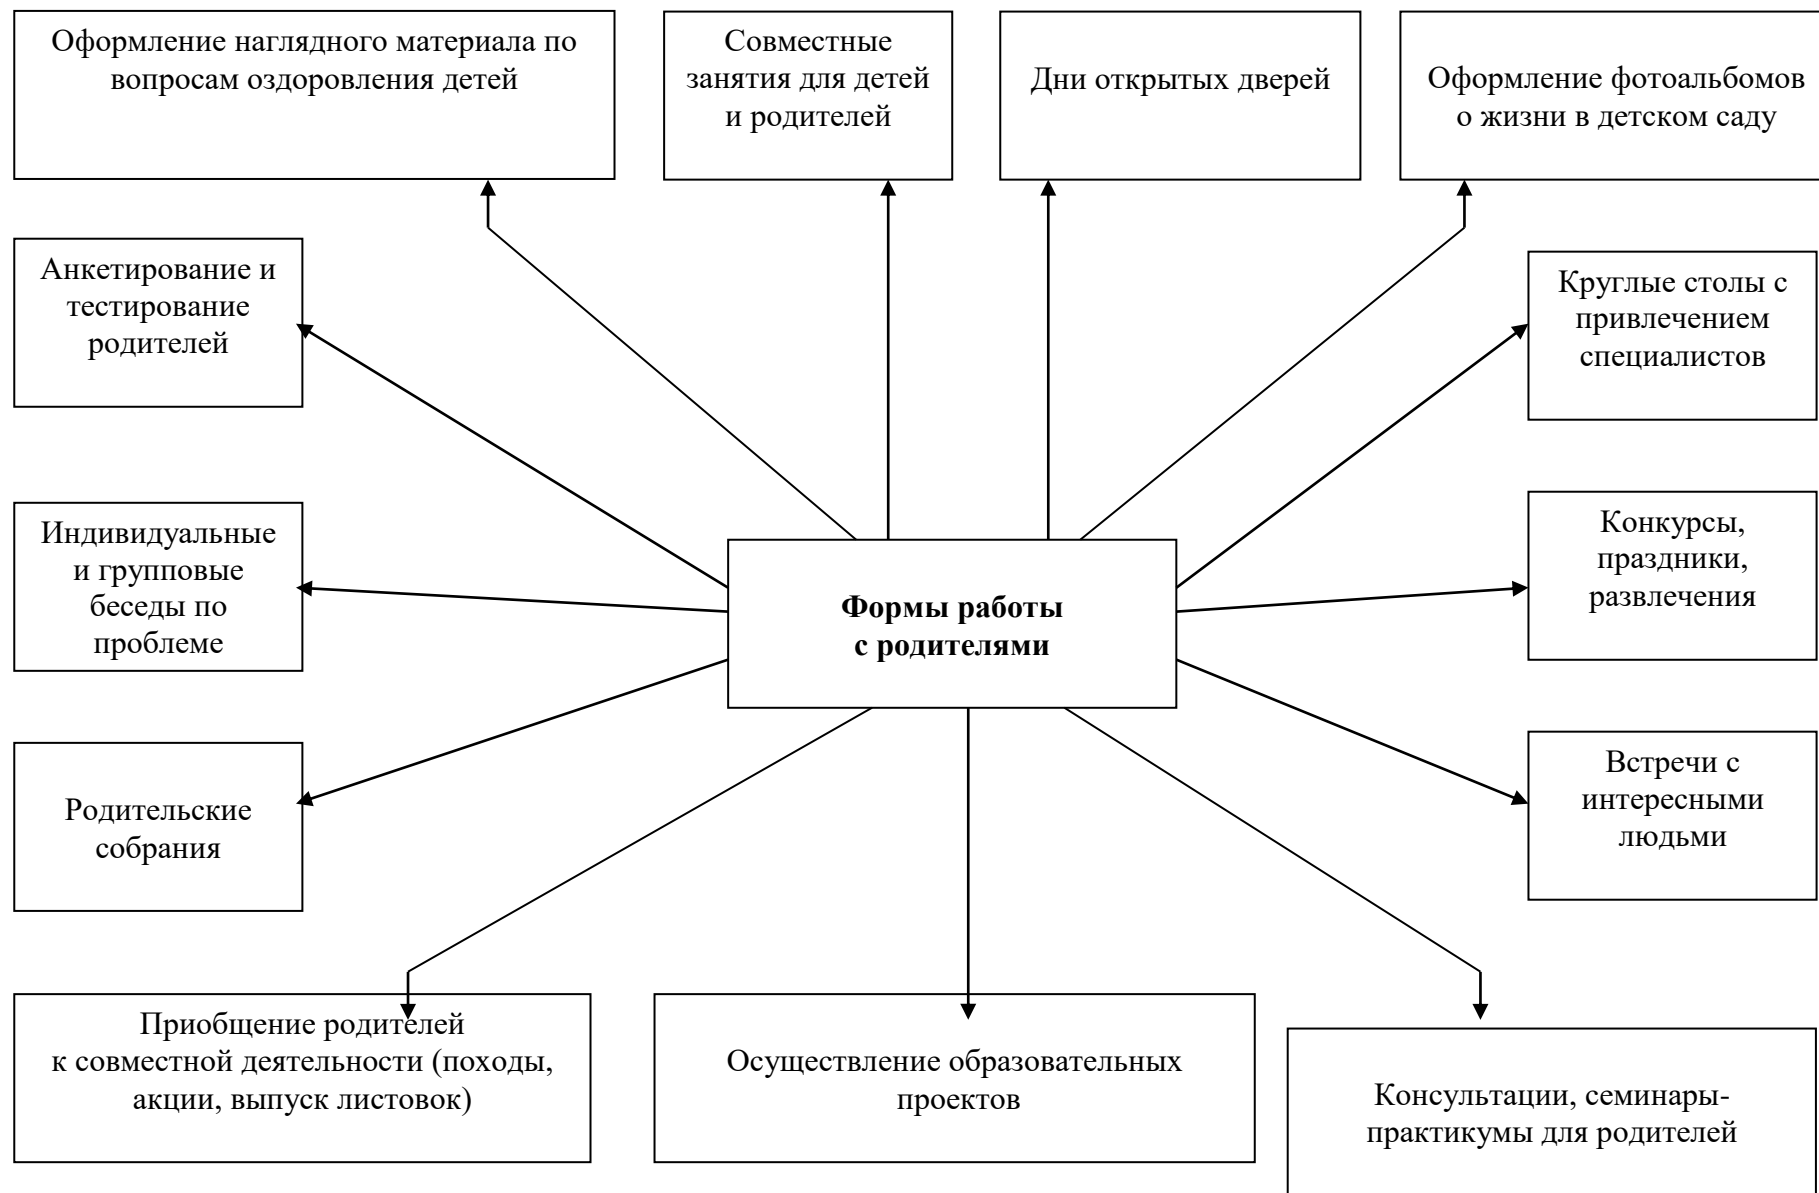 Оформление наглядного материала по
вопросам оздоровления детей
Совместные
занятия для детей
и родителей
Дни открытых дверей
Оформление фотоальбомов
о жизни в детском саду
Анкетирование и
тестирование
родителей
Круглые столы с
привлечением
специалистов
Индивидуальные
и групповые
беседы по
проблеме
Формы работы
с родителями
Конкурсы,
праздники,
развлечения
Родительские
собрания
Встречи с
интересными
людьми
Приобщение родителей
к совместной деятельности (походы,
акции, выпуск листовок)
Осуществление образовательных
проектов
Консультации, семинары-
практикумы для родителей